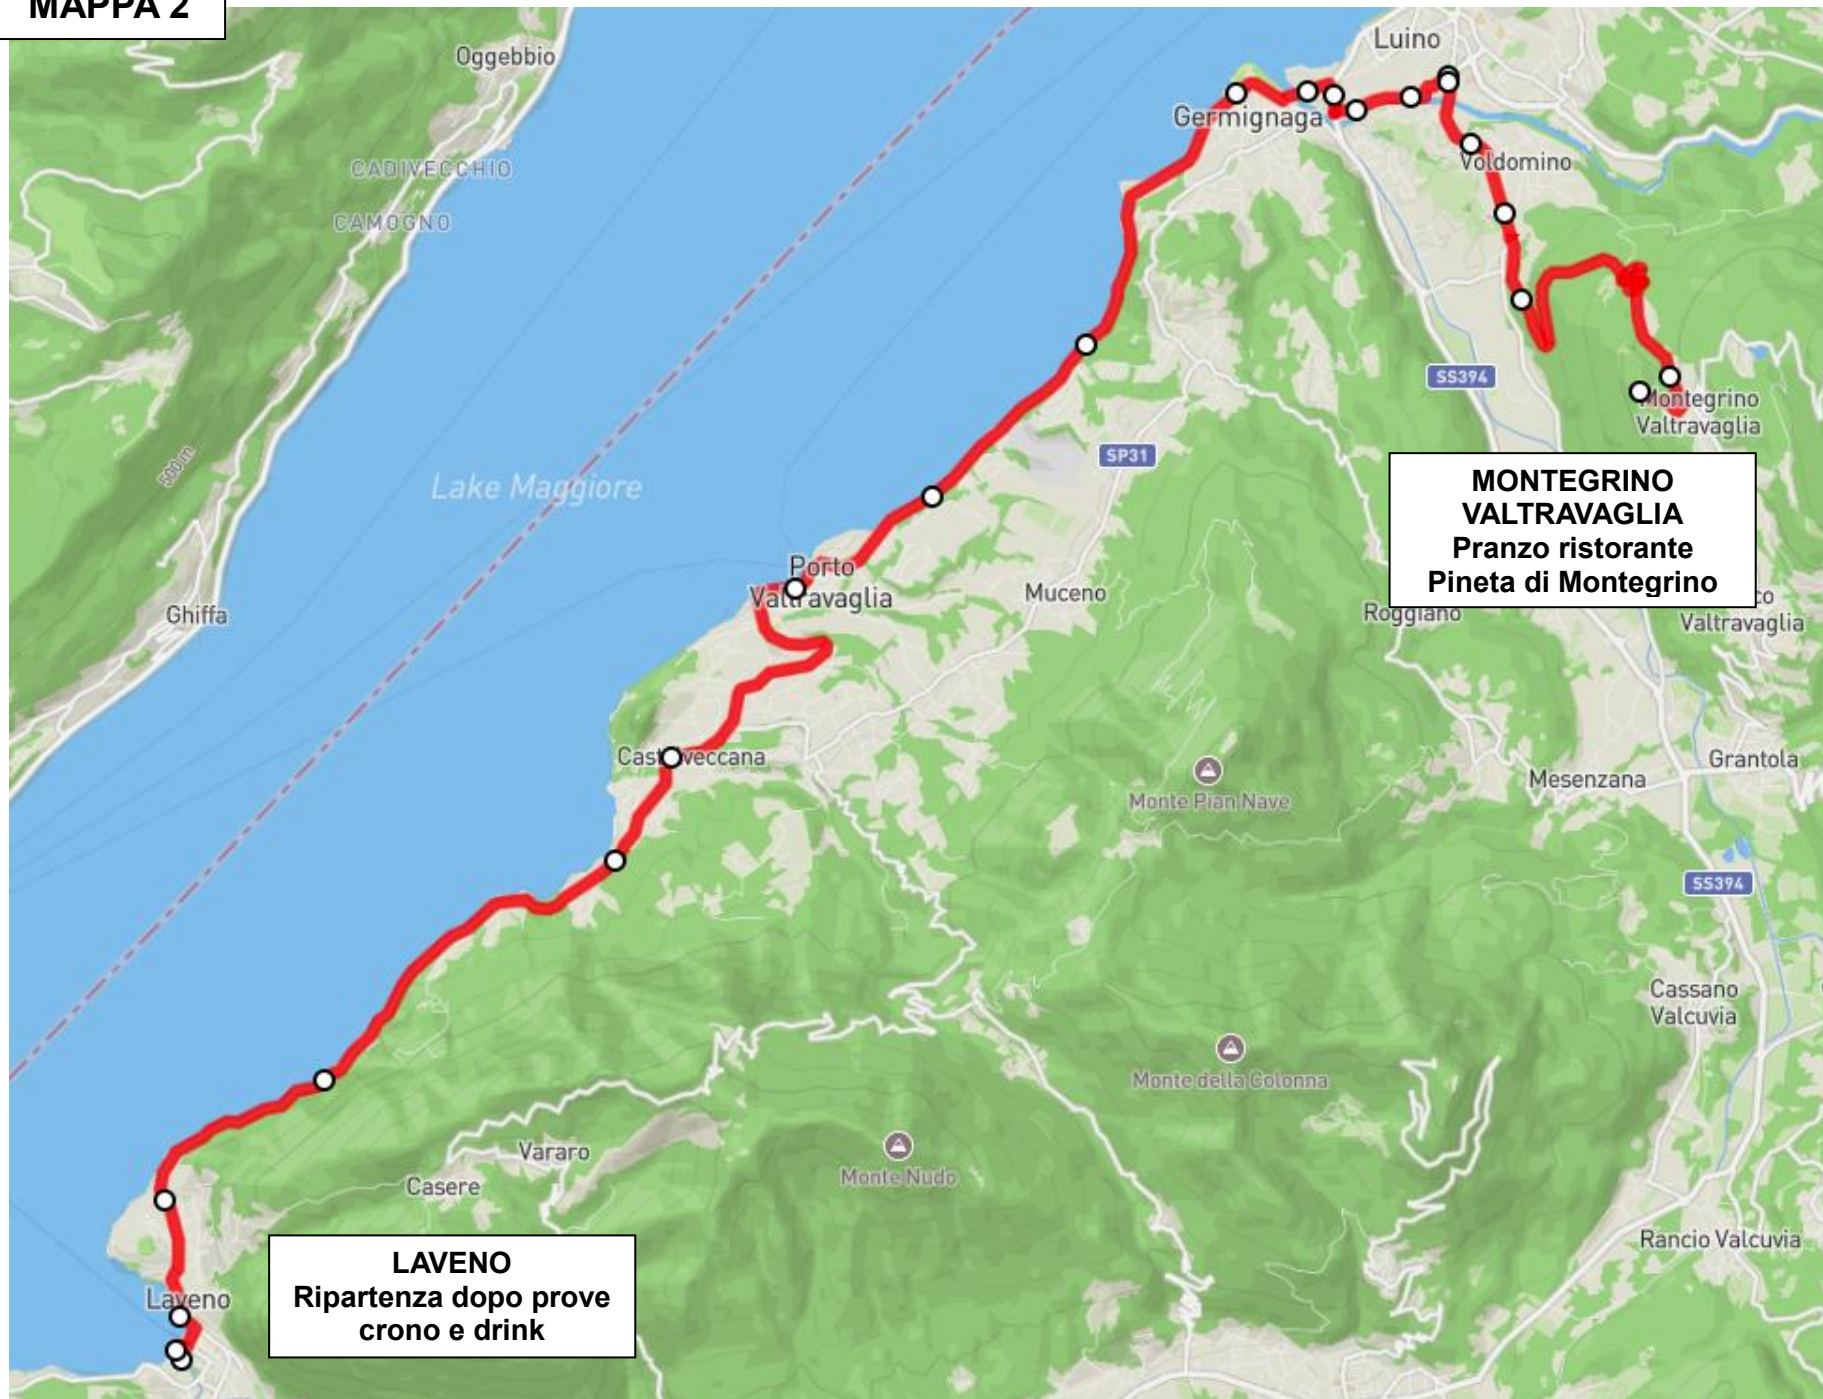 MAPPA 2
Oggebbio
Luino
Germignaga
CADIVECCHIO
Voldomino
CAMOGNO
SS394
Montegrino
Valtravaglia
500 m
SP31
Lake Maggiore
MONTEGRINO
VALTRAVAGLIA
Pranzo ristorante
Pineta di Montegrino
Porto
Valtravaglia
Muceno
Ghiffa
Roggiano
co
Valtravaglia
Castelveccana
Grantola
Mesenzana
Monte Pian Nave
SS394
Cassano
Valcuvia
Monte della Colonna
Vararo
Casere
Monte Nudo
Rancio Valcuvia
LAVENO
Ripartenza dopo prove
crono e drink
Laveno